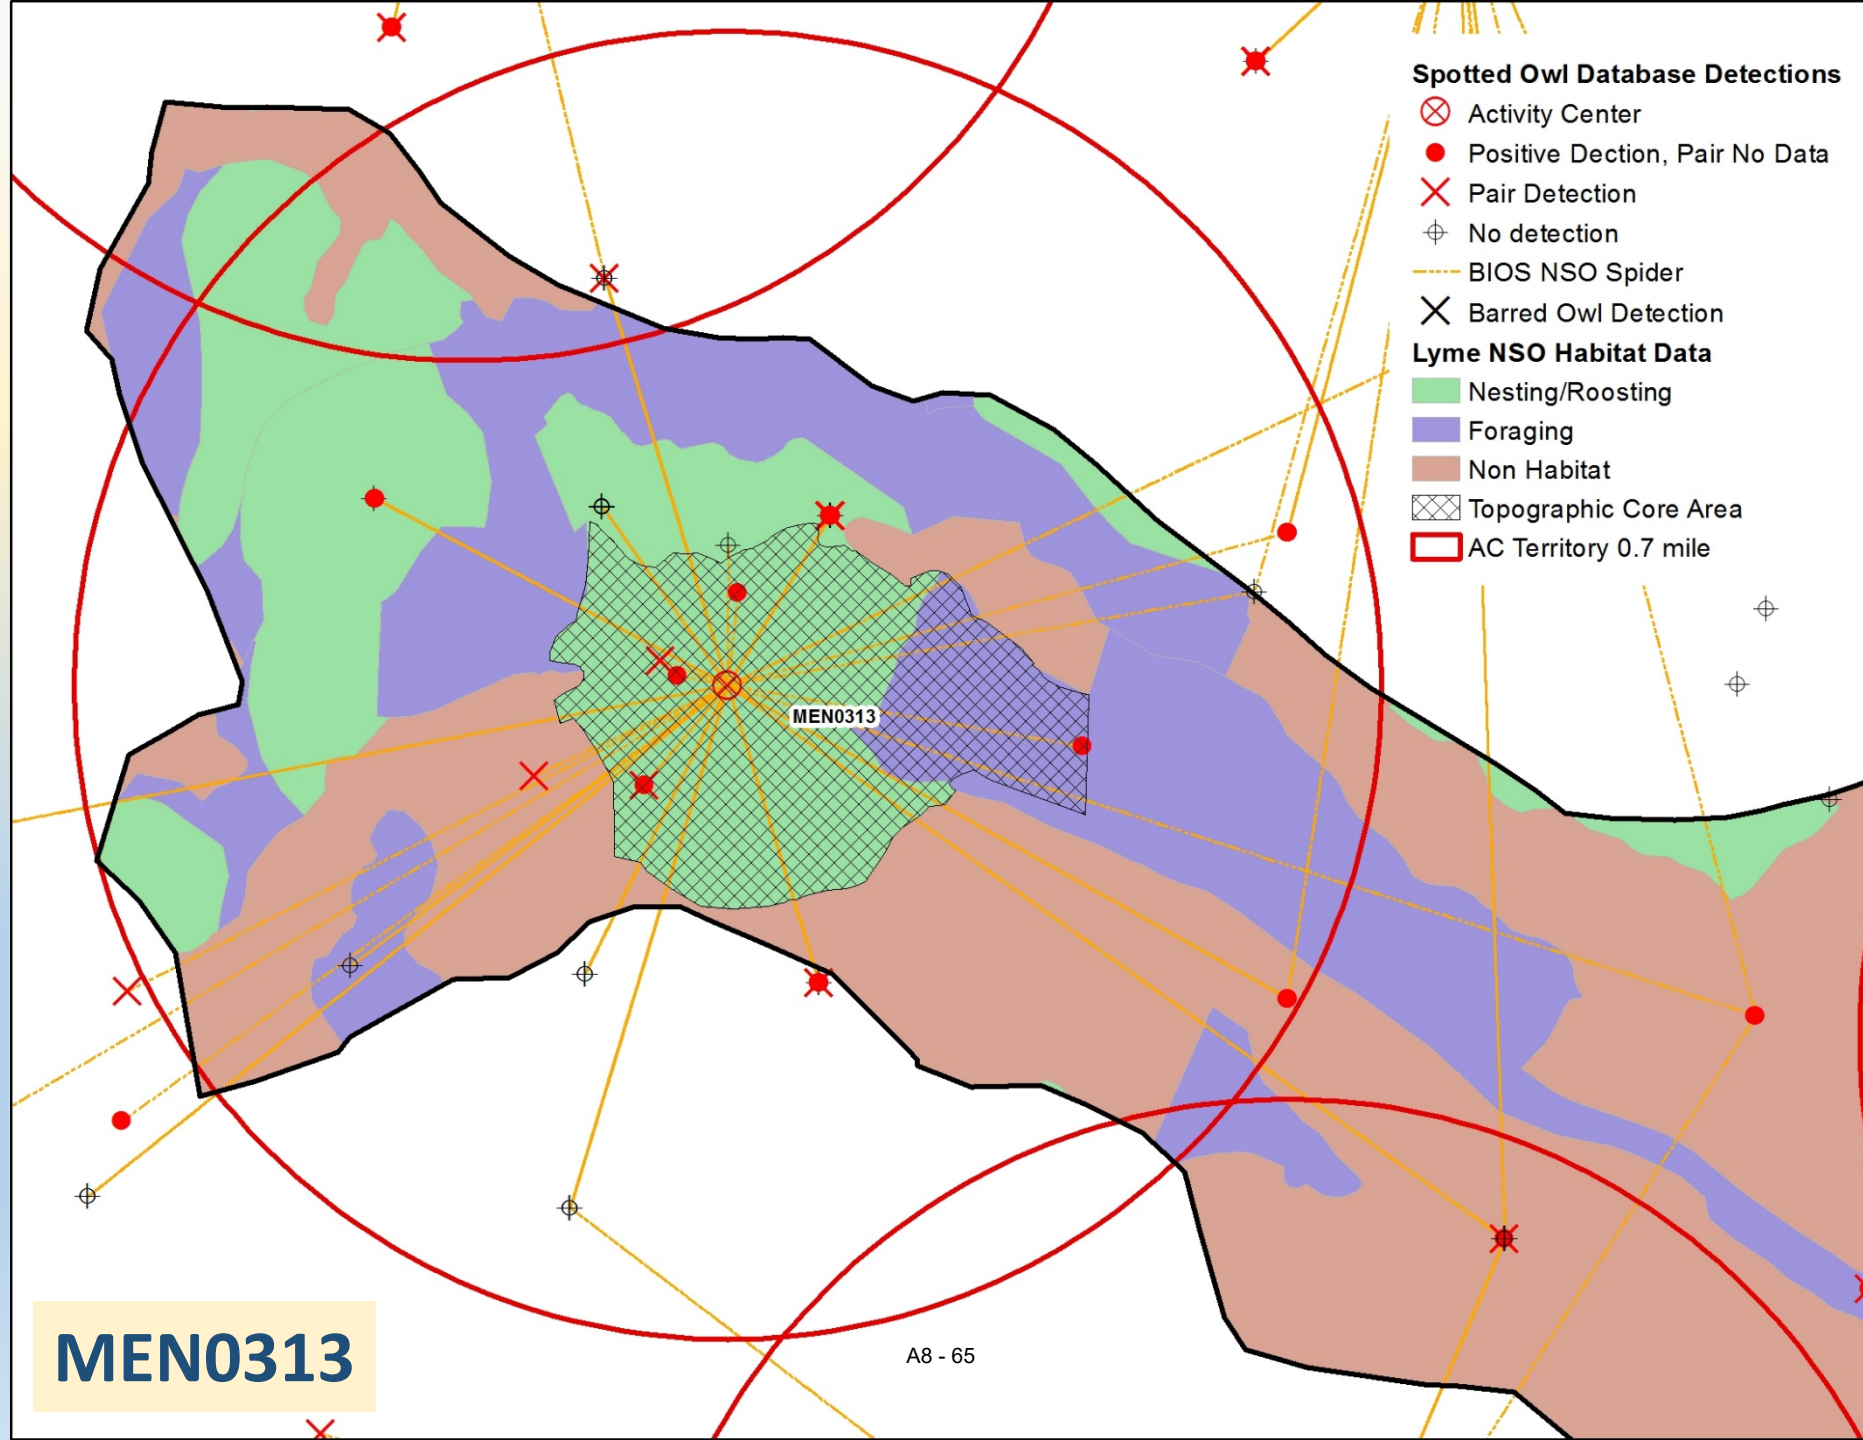 Spotted Owl Database Detections
Activity Center
Positive Dection, Pair No Data
Pair Detection
No detection
BIOS NSO Spider
Barred Owl Detection
Lyme NSO Habitat Data
Nesting/Roosting
Foraging
Non Habitat
Topographic Core Area
AC Territory 0.7 mile
MEN0313
MEN0313
A8 - 65